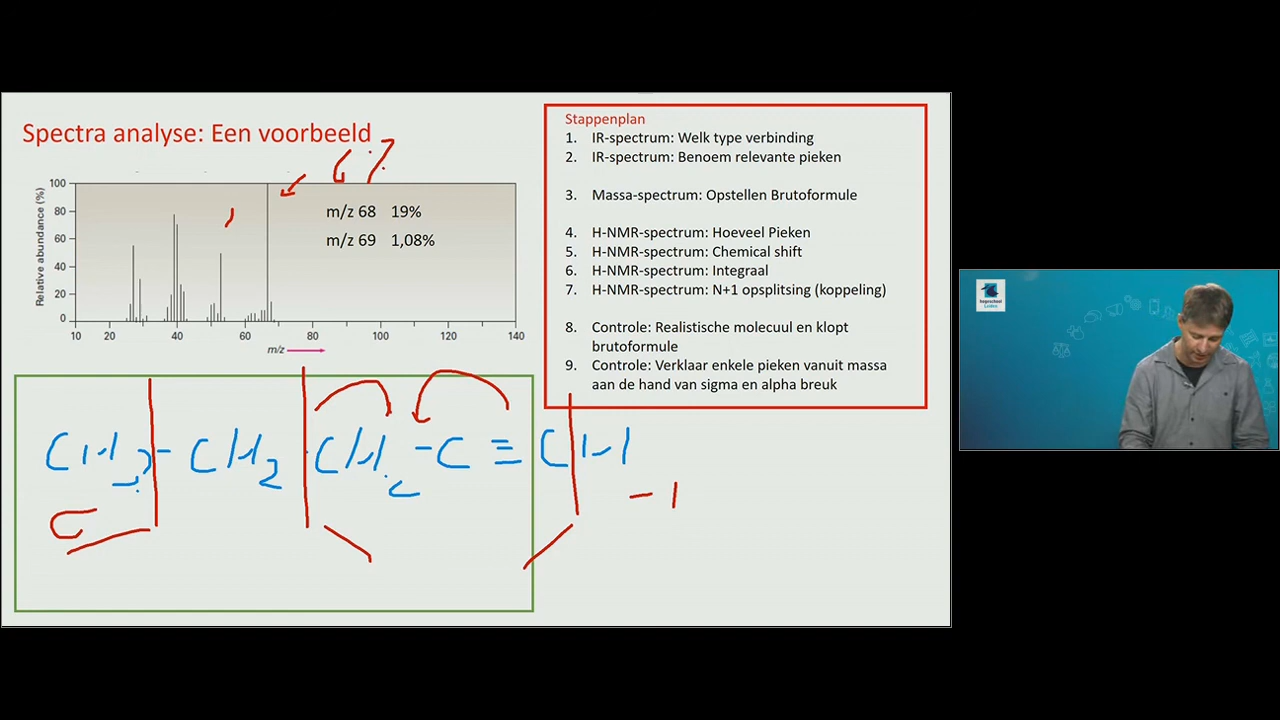 Spectra analyse: Een voorbeeld
67
Relative abundance (%)
100
80
60
40
20
0
m/z 68 19%
m/z 69 1,08%
10 20 40 60 80 100 120 140
m/z
CH3 - CH2 - CH2 - C ≡ CH
-1
Stappenplan
1. IR-spectrum: Welk type verbinding
2. IR-spectrum: Benoem relevante pieken
3. Massa-spectrum: Opstellen Brutoformule
4. H-NMR-spectrum: Hoeveel Pieken
5. H-NMR-spectrum: Chemical shift
6. H-NMR-spectrum: Integraal
7. H-NMR-spectrum: N+1 opsplitsing (koppeling)
8. Controle: Realistische molecuul en klopt
brutoformule
9. Controle: Verklaar enkele pieken vanuit massa
aan de hand van sigma en alpha breuk
hogeschool
Leiden